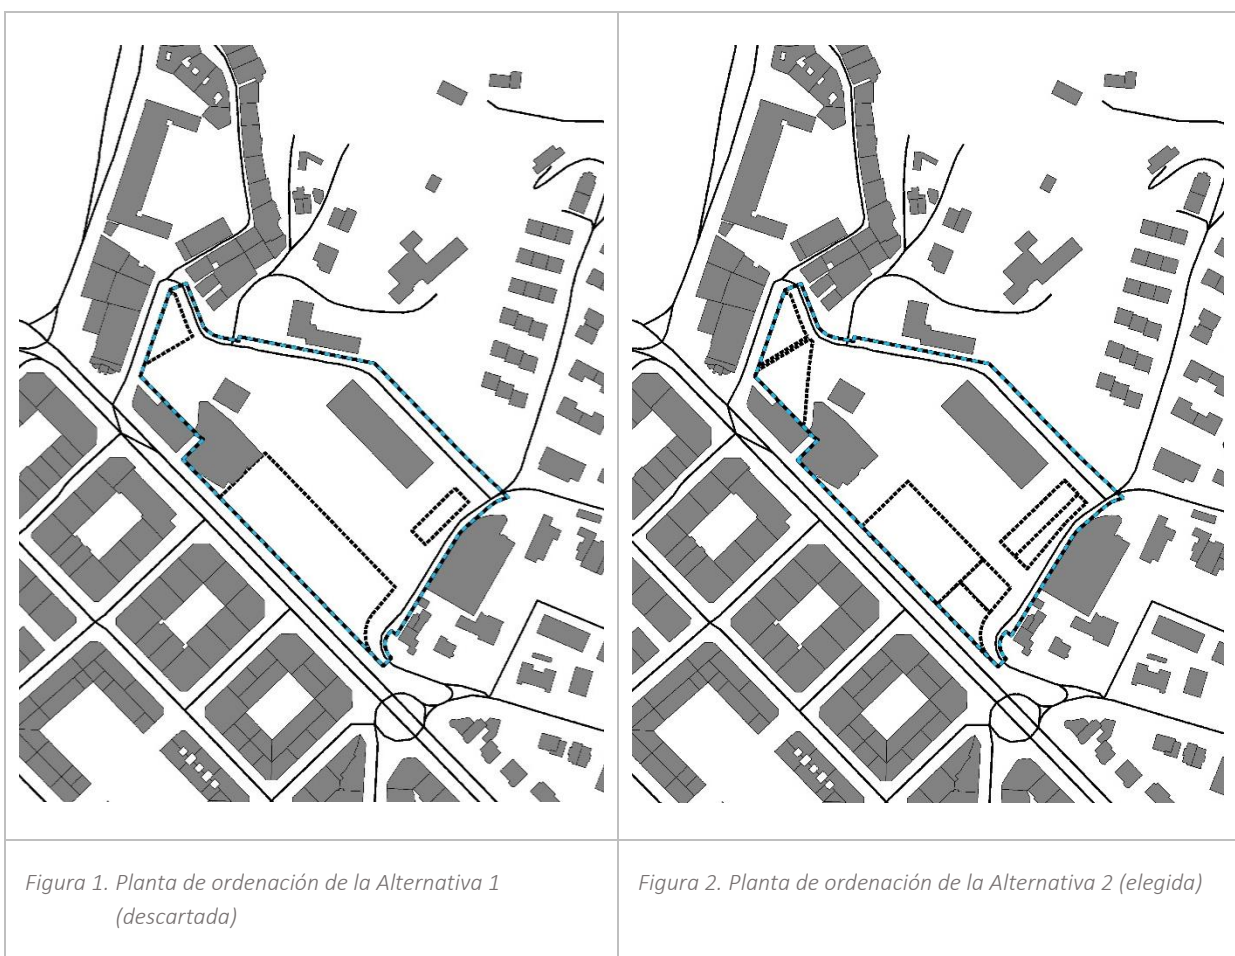 Figura 1. Planta de ordenación de la Alternativa 1
(descartada)
Figura 2. Planta de ordenación de la Alternativa 2 (elegida)